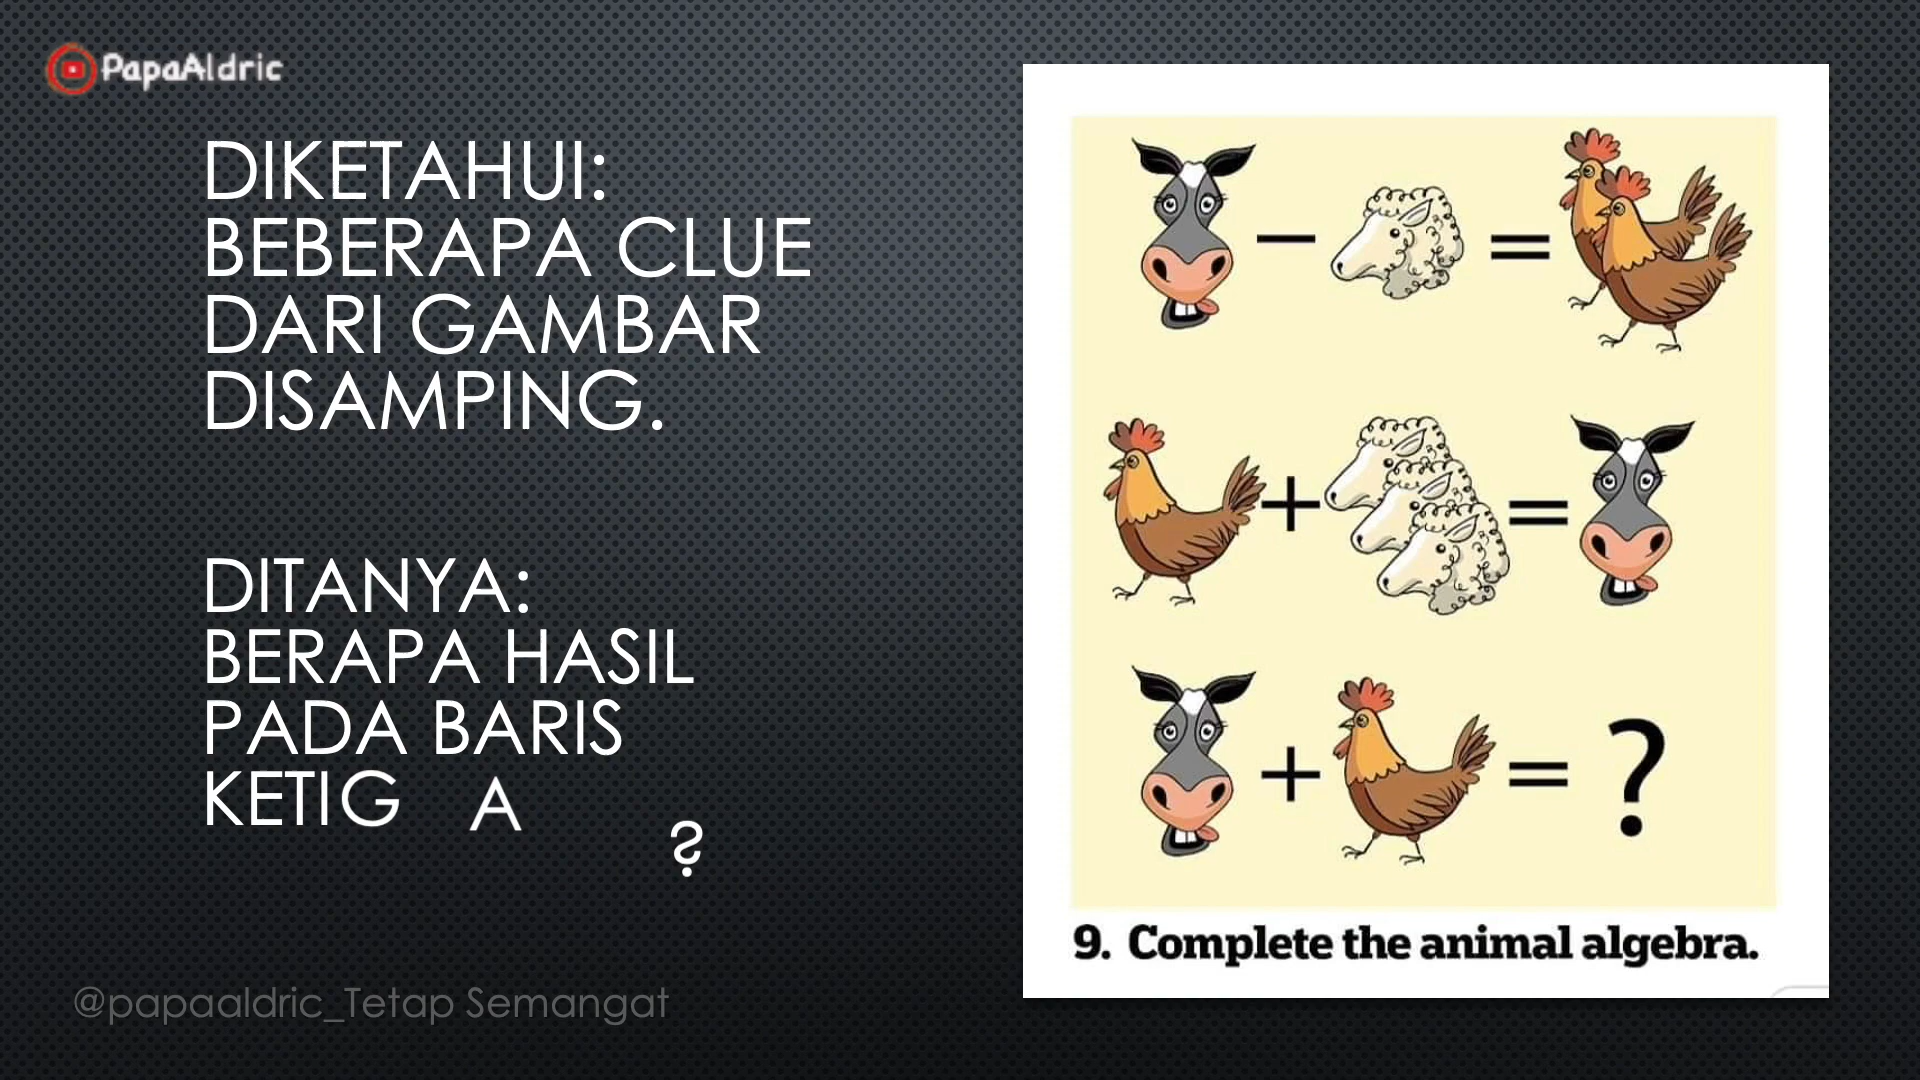 PapaAldric
DIKETAHUI:
BEBERAPA CLUE
DARI GAMBAR
DISAMPING.
DITANYA:
BERAPA HASIL
PADA BARIS
KETIGA?
− =
+ =
+ = ?
9. Complete the animal algebra.
@papaaldric_Tetap Semangat